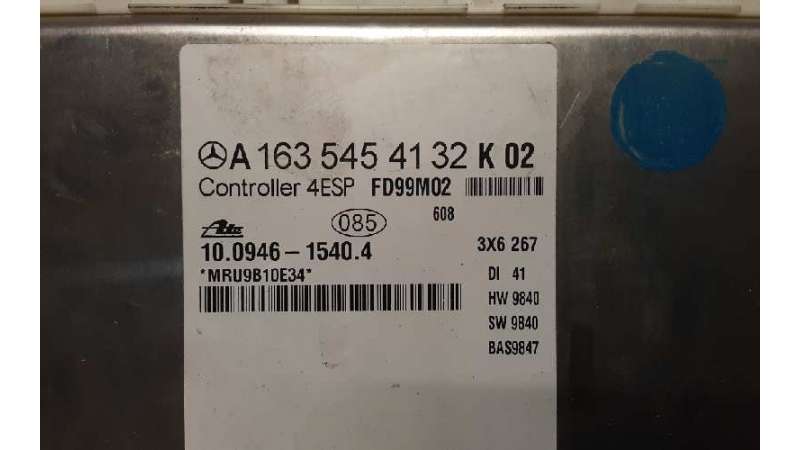 A 163 545 41 32 K 02
Controller 4ESP FD99M02
608
Ate 085
10.0946-1540.4 3X6 267
*MRU9B10E34* DI 41
HW 9840
SW 9840
BAS9847